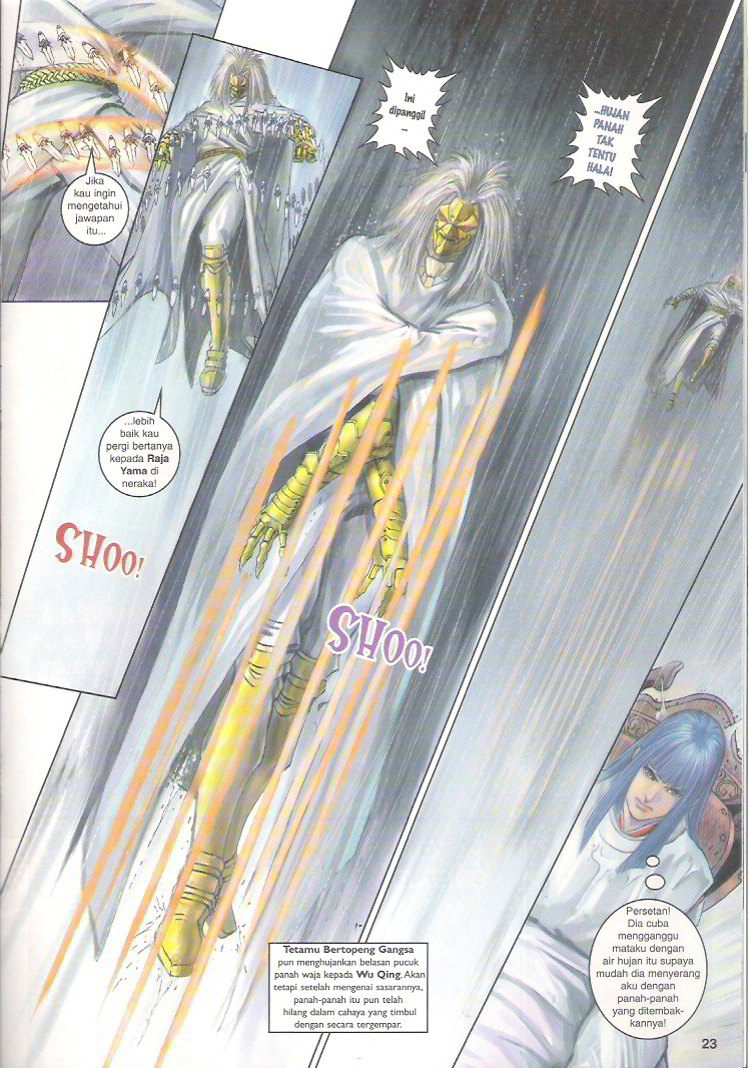 Jika
kau ingin
mengetahui
jawapan
itu...
...lebih
baik kau
pergi bertanya
kepada Raja
Yama di
neraka!
SHOO!
Ini
dipanggil
...
...HUJAN
PANAH
TAK
TENTU
HALA!
SHOO!
Tetamu Bertopeng Gangsa
pun menghujankan belasan pucuk
panah waja kepada Wu Qing. Akan
tetapi setelah mengenai sasarannya,
panah-panah itu pun telah
hilang dalam cahaya yang timbul
dengan secara tergempar.
Persetan!
Dia cuba
mengganggu
mataku dengan
air hujan itu supaya
mudah dia menyerang
aku dengan
panah-panah
yang ditembak-
kannya!
23